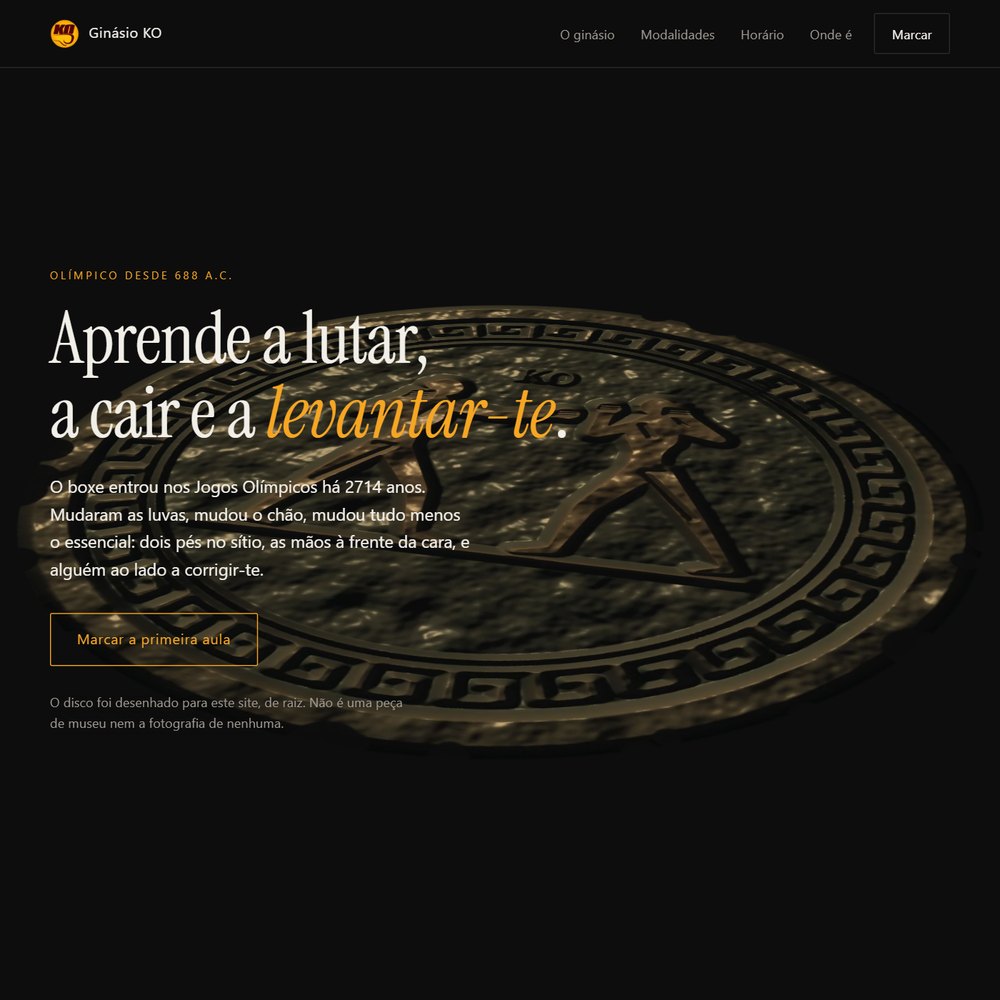 KO
Ginásio KO
O ginásio
Modalidades
Horário
Onde é
Marcar
OLÍMPICO DESDE 688 A.C.
Aprende a lutar,
a cair e a levantar-te.
KO
O boxe entrou nos Jogos Olímpicos há 2714 anos.
Mudaram as luvas, mudou o chão, mudou tudo menos
o essencial: dois pés no sítio, as mãos à frente da cara, e
alguém ao lado a corrigir-te.
Marcar a primeira aula
O disco foi desenhado para este site, de raiz. Não é uma peça
de museu nem a fotografia de nenhuma.